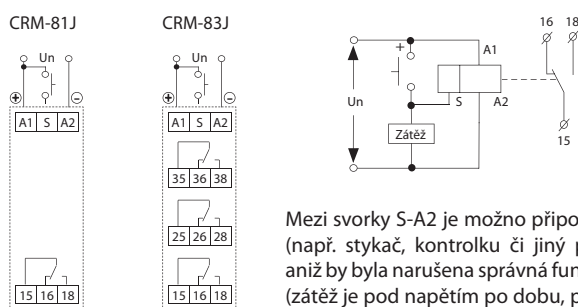 CRM-81J
CRM-83J
16 18
Un
Un
+
A1
+ −
+ −
A1 S A2
A1 S A2
Un
S A2
Zátěž
35 36 38
15
25 26 28
Mezi svorky S-A2 je možno
(např. stykač, kontrolku či jiný
aniž by byla narušena správná
(zátěž je pod napětím po dobu,
15 16 18
15 16 18